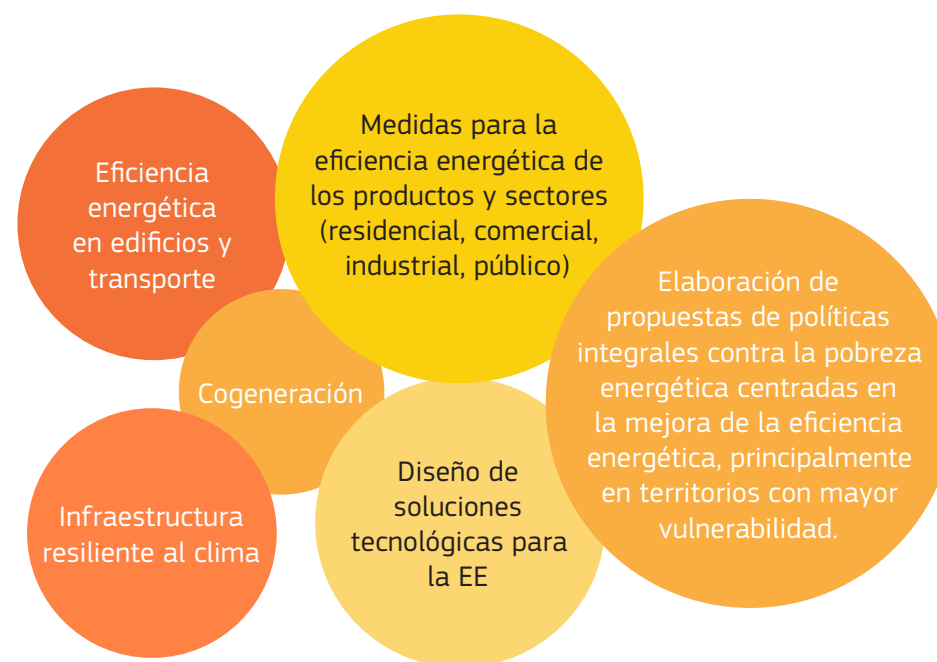 Eficiencia
energética
en edificios y
transporte
Medidas para la
eficiencia energética de
los productos y sectores
(residencial, comercial,
industrial, público)
Elaboración de
propuestas de políticas
integrales contra la pobreza
energética centradas en
la mejora de la eficiencia
energética, principalmente
en territorios con mayor
vulnerabilidad.
Cogeneración
Infraestructura
resiliente al clima
Diseño de
soluciones
tecnológicas para
la EE